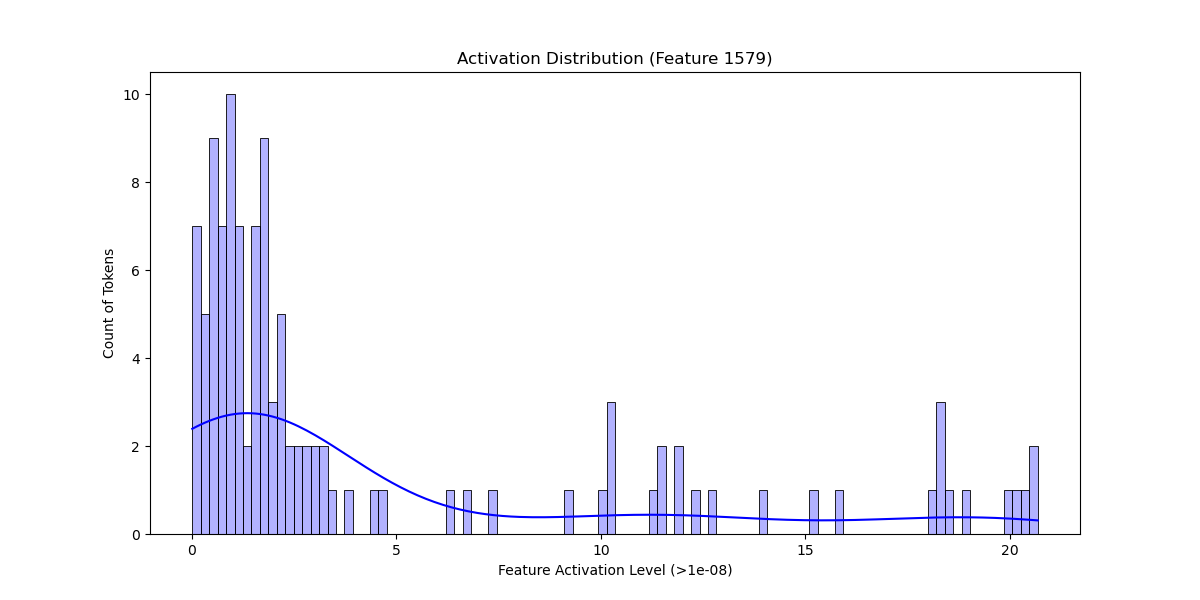 Activation Distribution (Feature 1579)
10
8
6
4
2
0
Count of Tokens
0 5 10 15 20
Feature Activation Level (>1e-08)